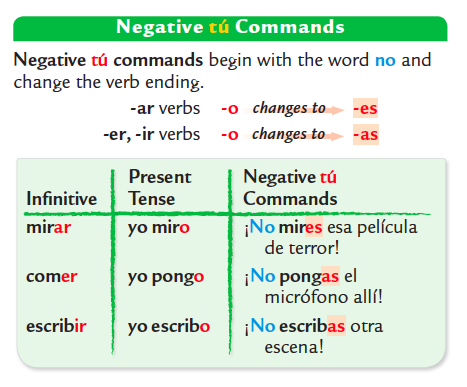 Negative tú Commands
Negative tú commands begin with the word no and
change the verb ending.
-ar verbs -o changes to -es
-er, -ir verbs -o changes to -as
Infinitive Present Tense Negative tú Commands
mirar yo miro ¡No mires esa película
de terror!
comer yo pongo ¡No pongas el
micrófono allí!
escribir yo escribo ¡No escribas otra
escena!